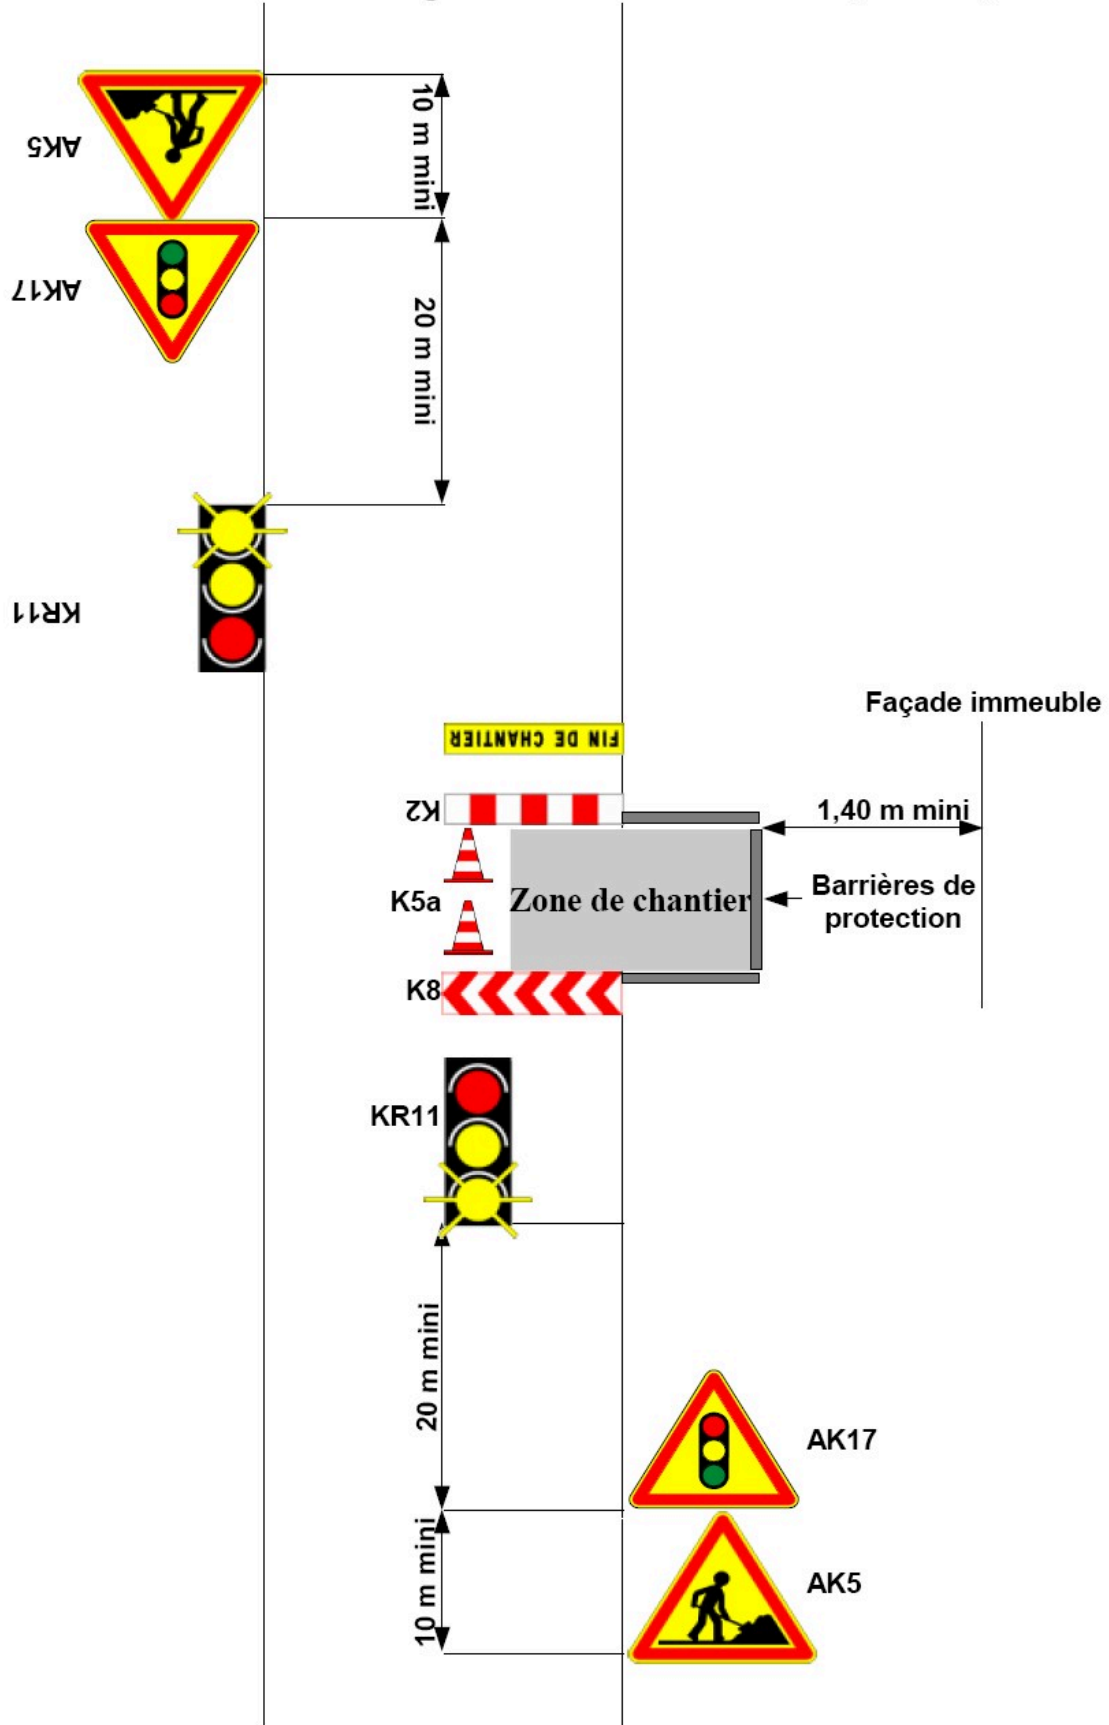 AK5
10 m mini
AK17
20 m mini
KR11
FIN DE CHANTIER
Façade immeuble
K2
1,40 m mini
K5a
Zone de chantier
Barrières de
protection
K8
KR11
20 m mini
AK17
10 m mini
AK5